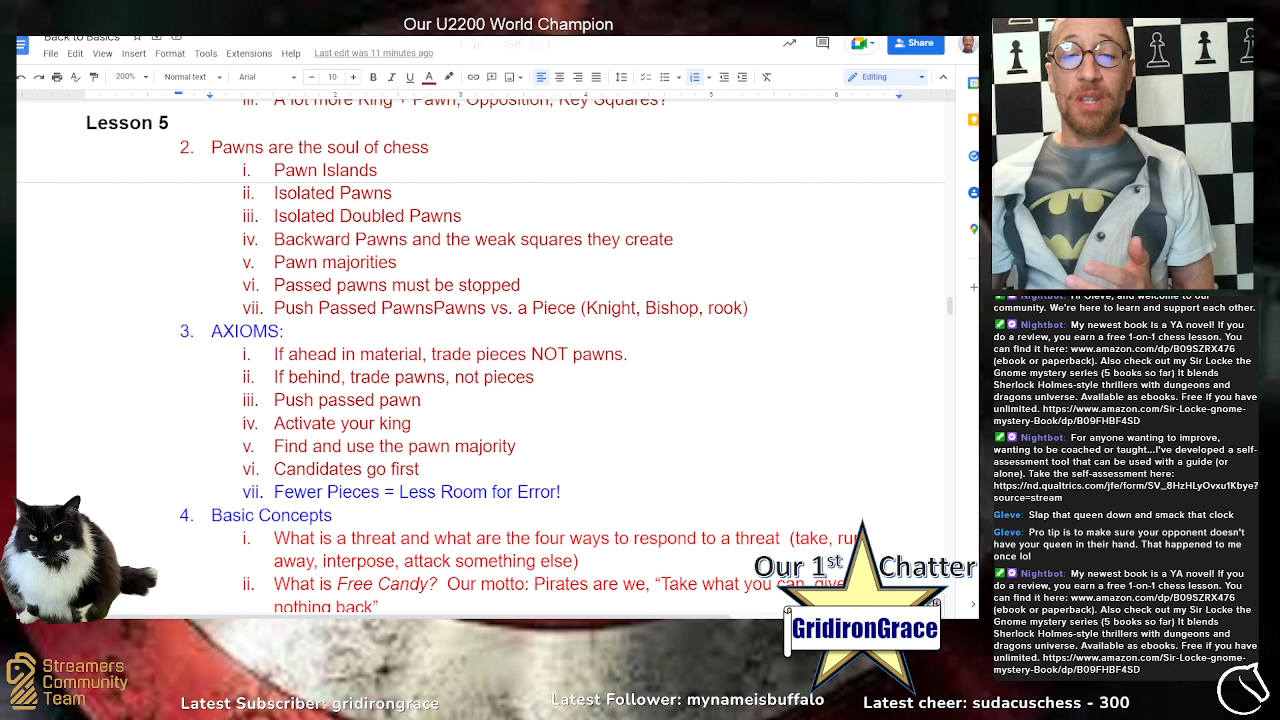 Our U2200 World Champion
Back to Basics
File Edit View Insert Format Tools Extensions Help Last edit was 11 minutes ago
Share
200% Normal text Arial 10 B I U A Editing
iii. A lot more King + Pawn, Opposition, Key Squares?
Lesson 5
2. Pawns are the soul of chess
i. Pawn Islands
ii. Isolated Pawns
iii. Isolated Doubled Pawns
iv. Backward Pawns and the weak squares they create
v. Pawn majorities
vi. Passed pawns must be stopped
vii. Push Passed PawnsPawns vs. a Piece (Knight, Bishop, rook)
3. AXIOMS:
i. If ahead in material, trade pieces NOT pawns.
ii. If behind, trade pawns, not pieces
iii. Push passed pawn
iv. Activate your king
v. Find and use the pawn majority
vi. Candidates go first
vii. Fewer Pieces = Less Room for Error!
4. Basic Concepts
i. What is a threat and what are the four ways to respond to a threat (take, run
away, interpose, attack something else)
ii. What is Free Candy? Our motto: Pirates are we, “Take what you can, give
nothing back”
Nightbot: Hi Gleve, and welcome to our
community. We're here to learn and support each other.
Nightbot: My newest book is a YA novel! If you
do a review, you earn a free 1-on-1 chess lesson. You
can find it here: www.amazon.com/dp/B09SZRX476
(ebook or paperback). Also check out my Sir Locke the
Gnome mystery series (5 books so far) It blends
Sherlock Holmes-style thrillers with dungeons and
dragons universe. Available as ebooks. Free if you have
unlimited. https://www.amazon.com/Sir-Locke-gnome-
mystery-Book/dp/B09FHBF4SD
Nightbot: For anyone wanting to improve,
wanting to be coached or taught...I've developed a self-
assessment tool that can be used with a guide (or
alone). Take the self-assessment here:
https://nd.qualtrics.com/jfe/form/SV_8HzHLyOvxu1Kbye?
source=stream
Gleve: Slap that queen down and smack that clock
Gleve: Pro tip is to make sure your opponent doesn't
have your queen in their hand. That happened to me
once lol
Nightbot: My newest book is a YA novel! If you
do a review, you earn a free 1-on-1 chess lesson. You
can find it here: www.amazon.com/dp/B09SZRX476
(ebook or paperback). Also check out my Sir Locke the
Gnome mystery series (5 books so far) It blends
Sherlock Holmes-style thrillers with dungeons and
dragons universe. Available as ebooks. Free if you have
unlimited. https://www.amazon.com/Sir-Locke-gnome-
mystery-Book/dp/B09FHBF4SD
Our 1st Chatter
GridironGrace
Streamers
Community
Team
Latest Subscriber: gridirongrace
Latest Follower: mynameisbuffalo
Latest cheer: sudacuschess - 300